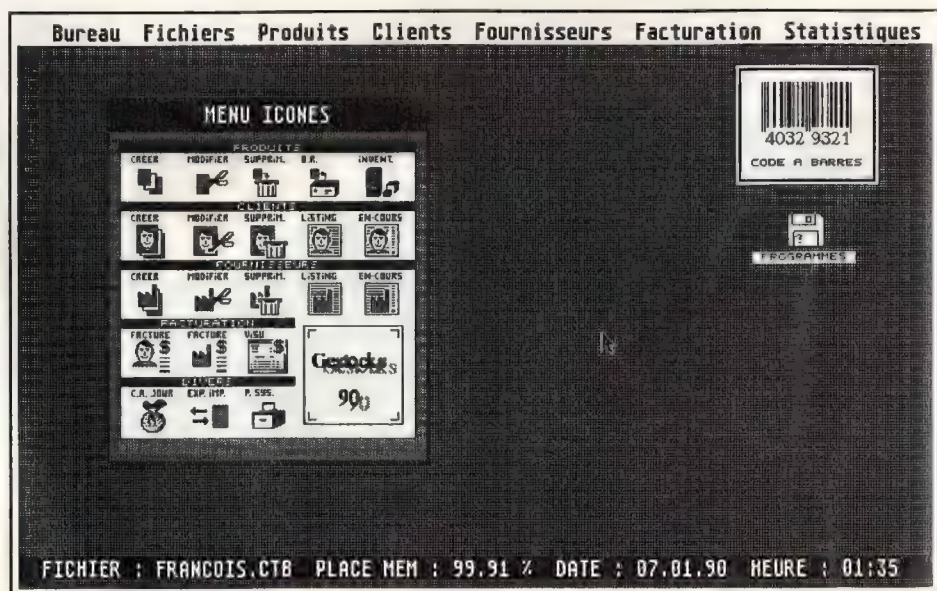 Bureau Fichiers Produits Clients Fournisseurs Facturation Statistiques
MENU ICONES
PRODUITS
CREER MODIFIER SUPPRIM. B.R. INVENT.
CLIENTS
CREER MODIFIER SUPPRIM. LISTING EN-COURS
FOURNISSEURS
CREER MODIFIER SUPPRIM. LISTING EN-COURS
FACTURATION
FACTURE FACTURE VISU
Gestocks
90
DIVERS
C.A. JOUR EXP. IMP. P. SYS.
4032 9321
CODE A BARRES
PROGRAMMES
FICHIER : FRANCOIS.CTB PLACE MEM : 99.91 % DATE : 07.01.90 HEURE : 01:35